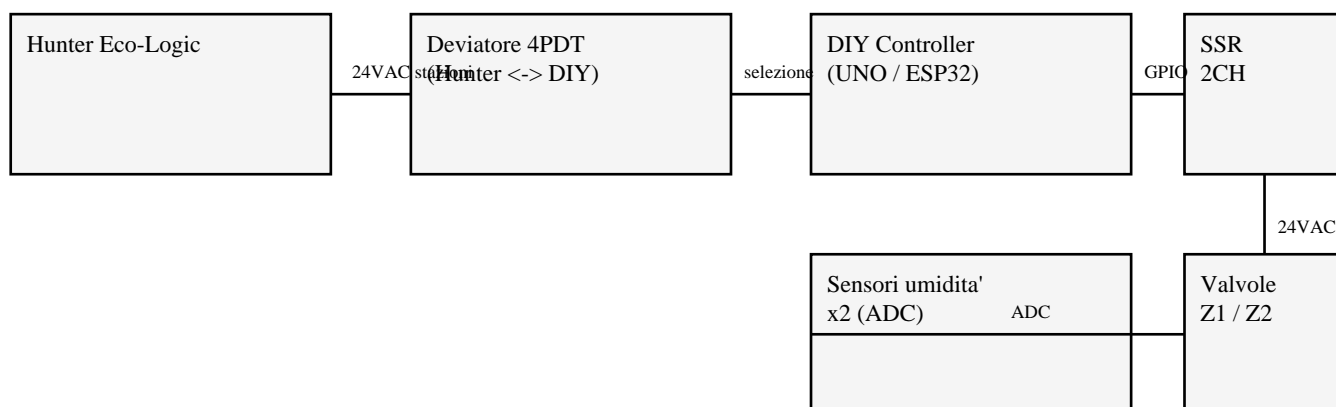 Hunter Eco-Logic
24VAC stazioni
Deviatore 4PDT
(Hunter <-> DIY)
selezione
DIY Controller
(UNO / ESP32)
GPIO
SSR
2CH
24VAC
Sensori umidita'
x2 (ADC)
ADC
Valvole
Z1 / Z2